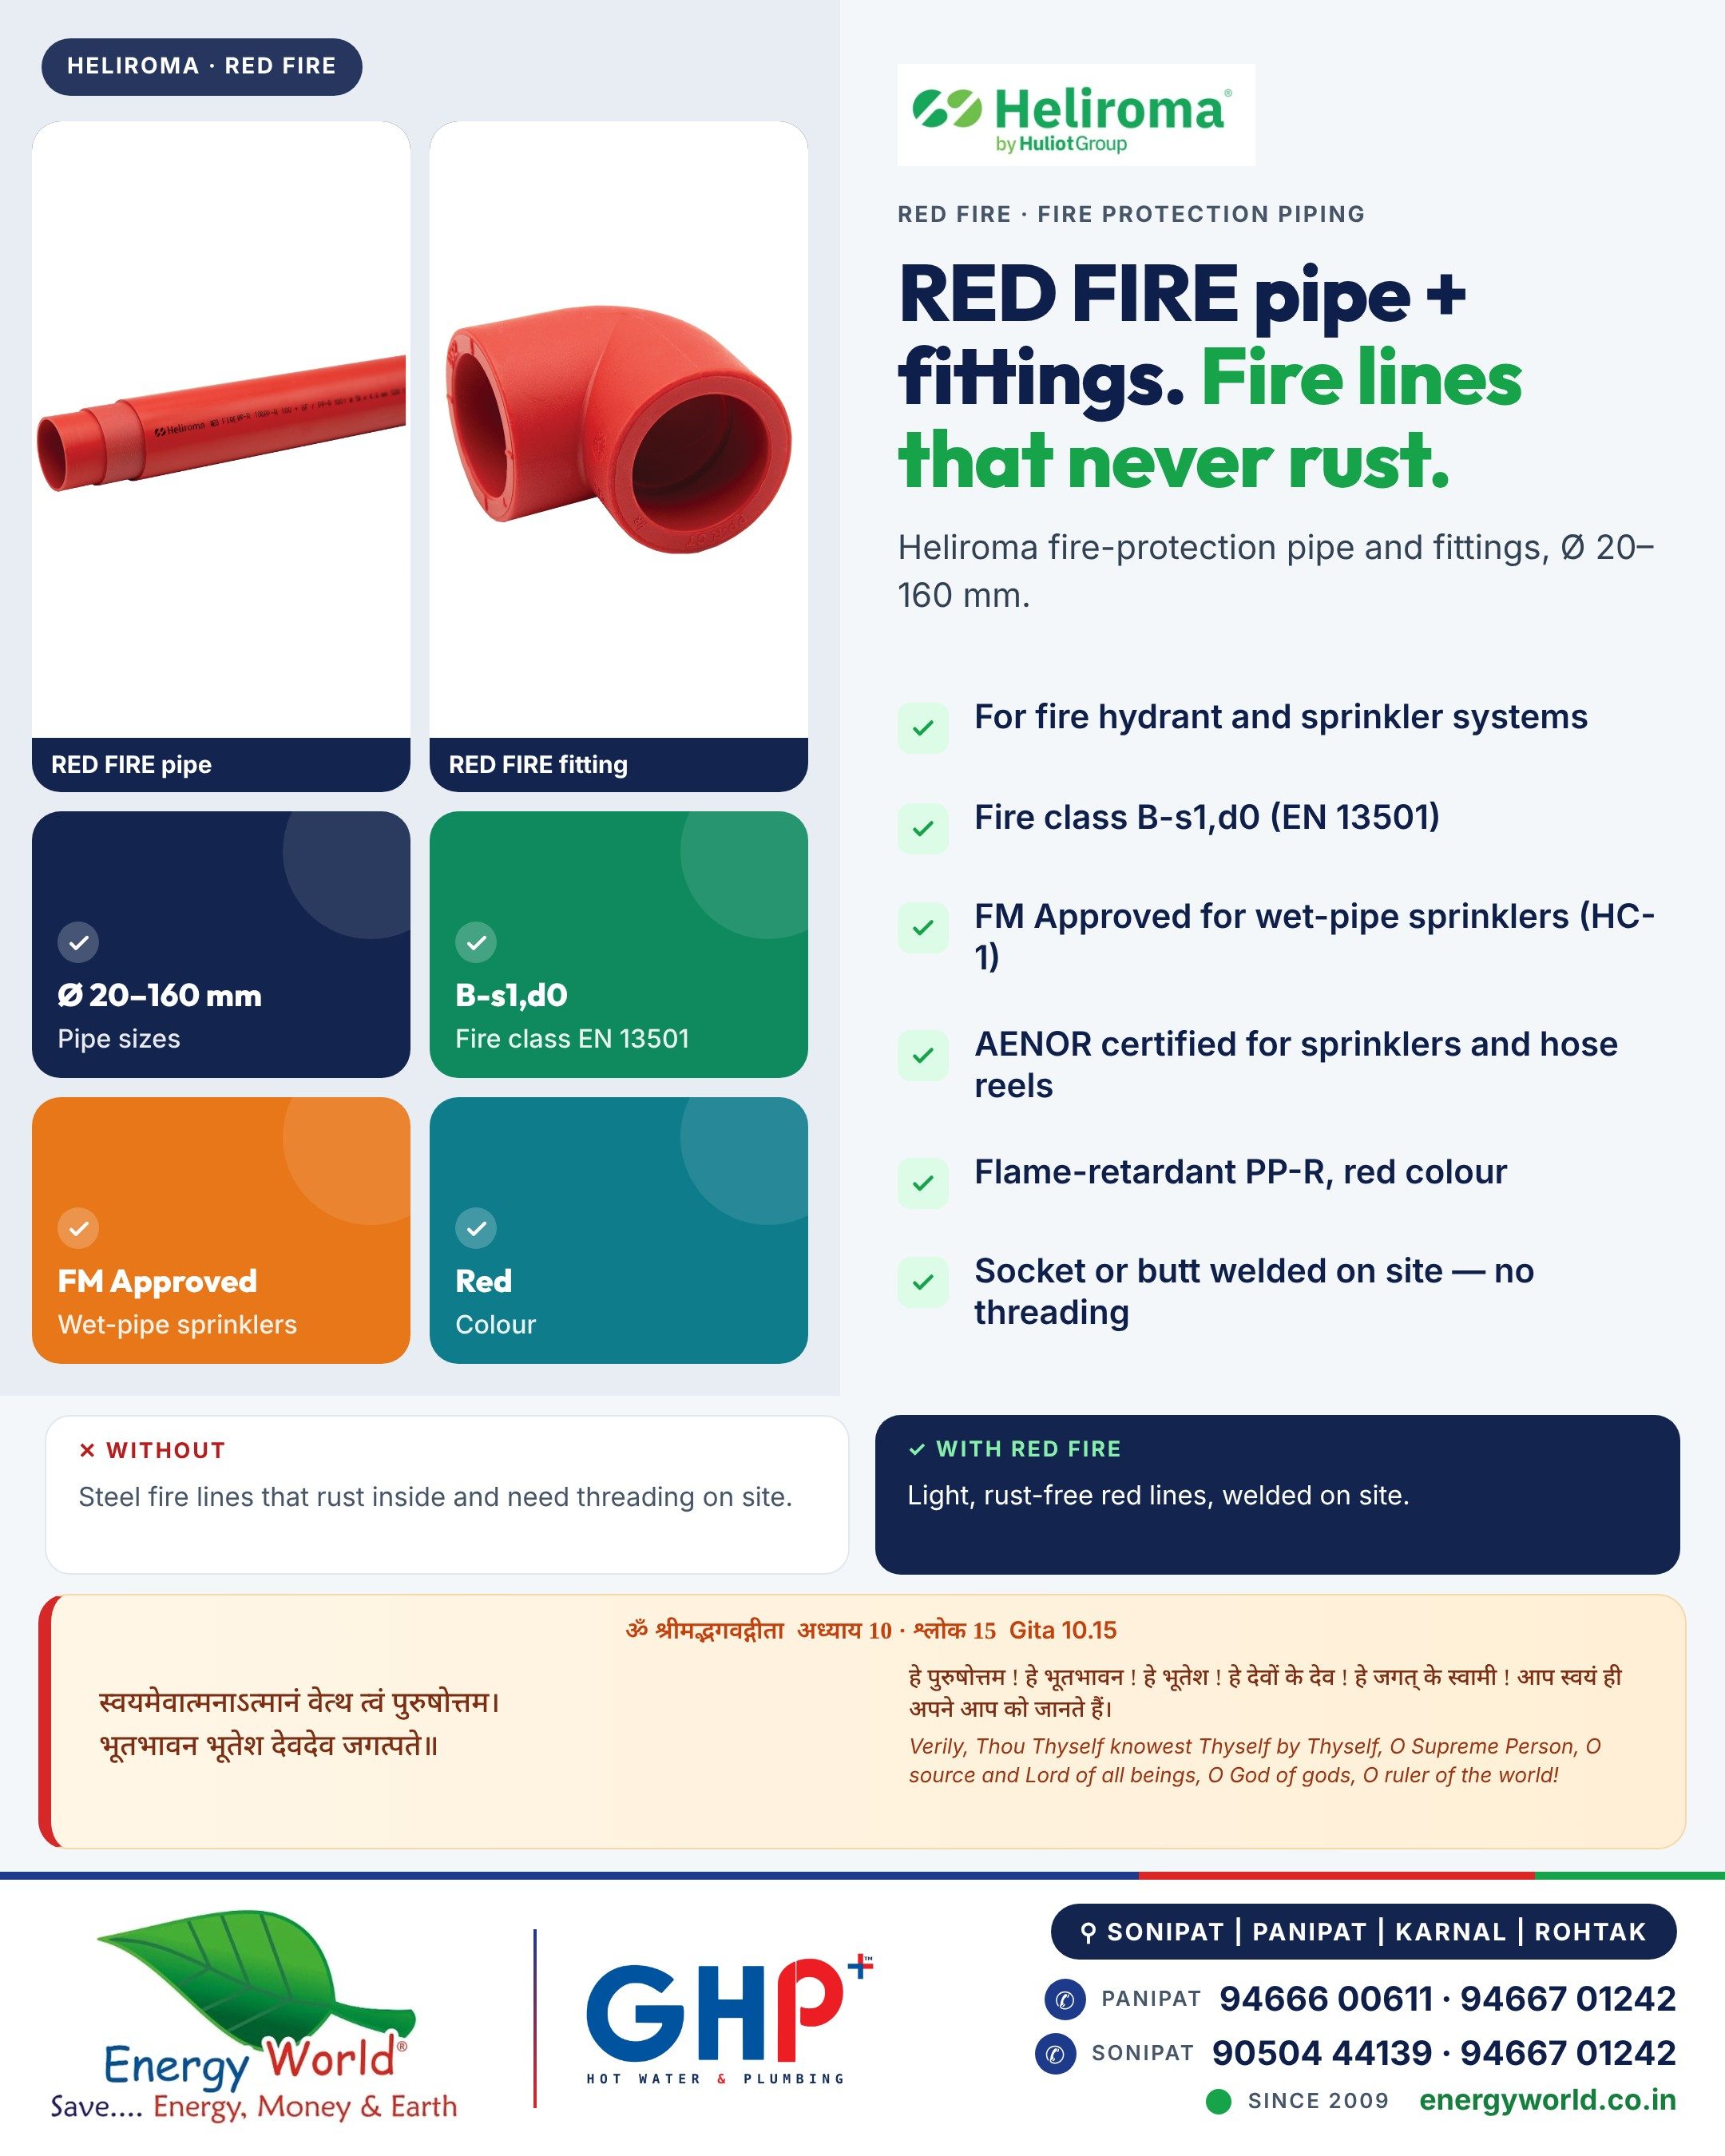 HELIROMA · RED FIRE
Heliroma
RED FIRE pipe
RED FIRE fitting
Ø 20–160 mm
Pipe sizes
B-s1,d0
Fire class EN 13501
FM Approved
Wet-pipe sprinklers
Red
Colour
Heliroma®
by Huliot Group
RED FIRE · FIRE PROTECTION PIPING
RED FIRE pipe +
fittings. Fire lines
that never rust.
Heliroma fire-protection pipe and fittings, Ø 20–
160 mm.
For fire hydrant and sprinkler systems
Fire class B-s1,d0 (EN 13501)
FM Approved for wet-pipe sprinklers (HC-
1)
AENOR certified for sprinklers and hose
reels
Flame-retardant PP-R, red colour
Socket or butt welded on site — no
threading
✕ WITHOUT
Steel fire lines that rust inside and need threading on site.
✓ WITH RED FIRE
Light, rust-free red lines, welded on site.
ॐ श्रीमद्भगवद्गीता अध्याय 10 · श्लोक 15 Gita 10.15
स्वयमेवात्मनाऽत्मानं वेत्थ त्वं पुरुषोत्तम।
भूतभावन भूतेश देवदेव जगत्पते॥
हे पुरुषोत्तम ! हे भूतभावन ! हे भूतेश ! हे देवों के देव ! हे जगत् के स्वामी ! आप स्वयं ही
अपने आप को जानते हैं।
Verily, Thou Thyself knowest Thyself by Thyself, O Supreme Person, O
source and Lord of all beings, O God of gods, O ruler of the world!
Energy World®
Save.... Energy, Money & Earth
GHP+™
HOT WATER & PLUMBING
SONIPAT | PANIPAT | KARNAL | ROHTAK
PANIPAT 94666 00611 · 94667 01242
SONIPAT 90504 44139 · 94667 01242
SINCE 2009 energyworld.co.in